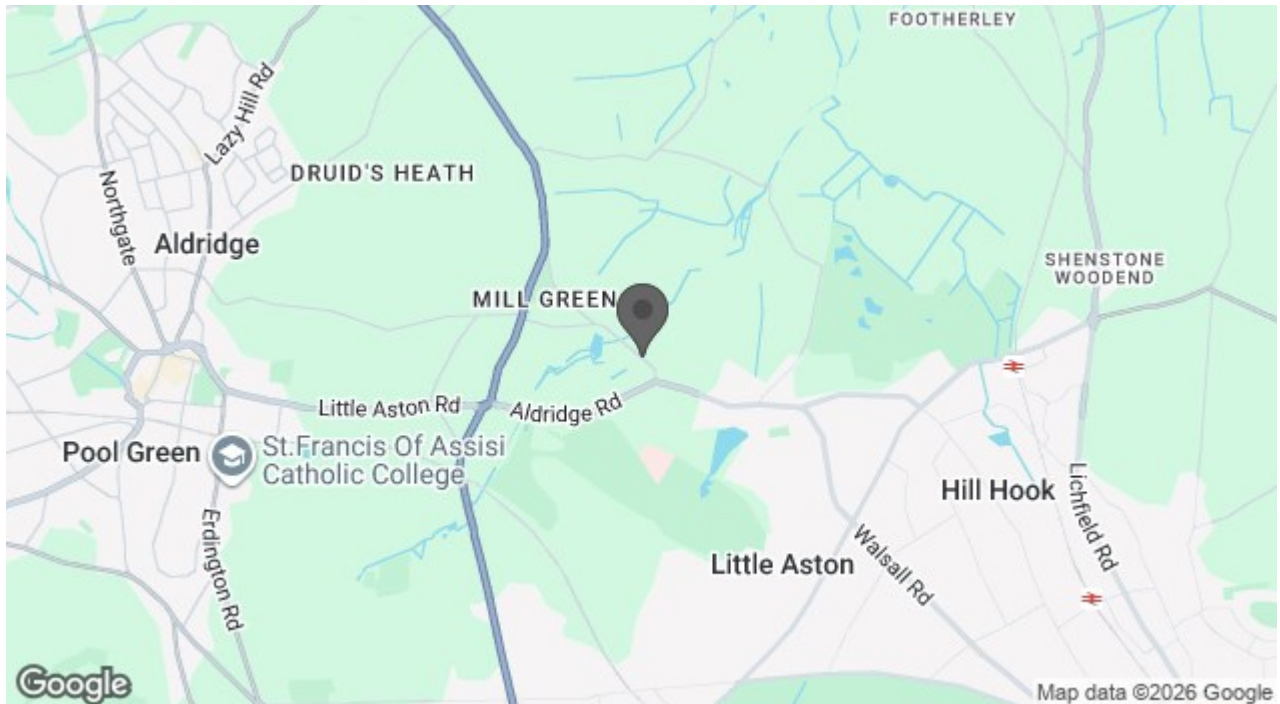 FOOTHERLEY
Lazy Hill Rd
DRUID'S HEATH
Northgate
Aldridge
SHENSTONE
WOODEND
MILL GREEN
Little Aston Rd
Aldridge Rd
Pool Green
St.Francis Of Assisi
Catholic College
Hill Hook
Lichfield Rd
Erdington Rd
Little Aston
Walsall Rd
Google
Map data ©2026 Google